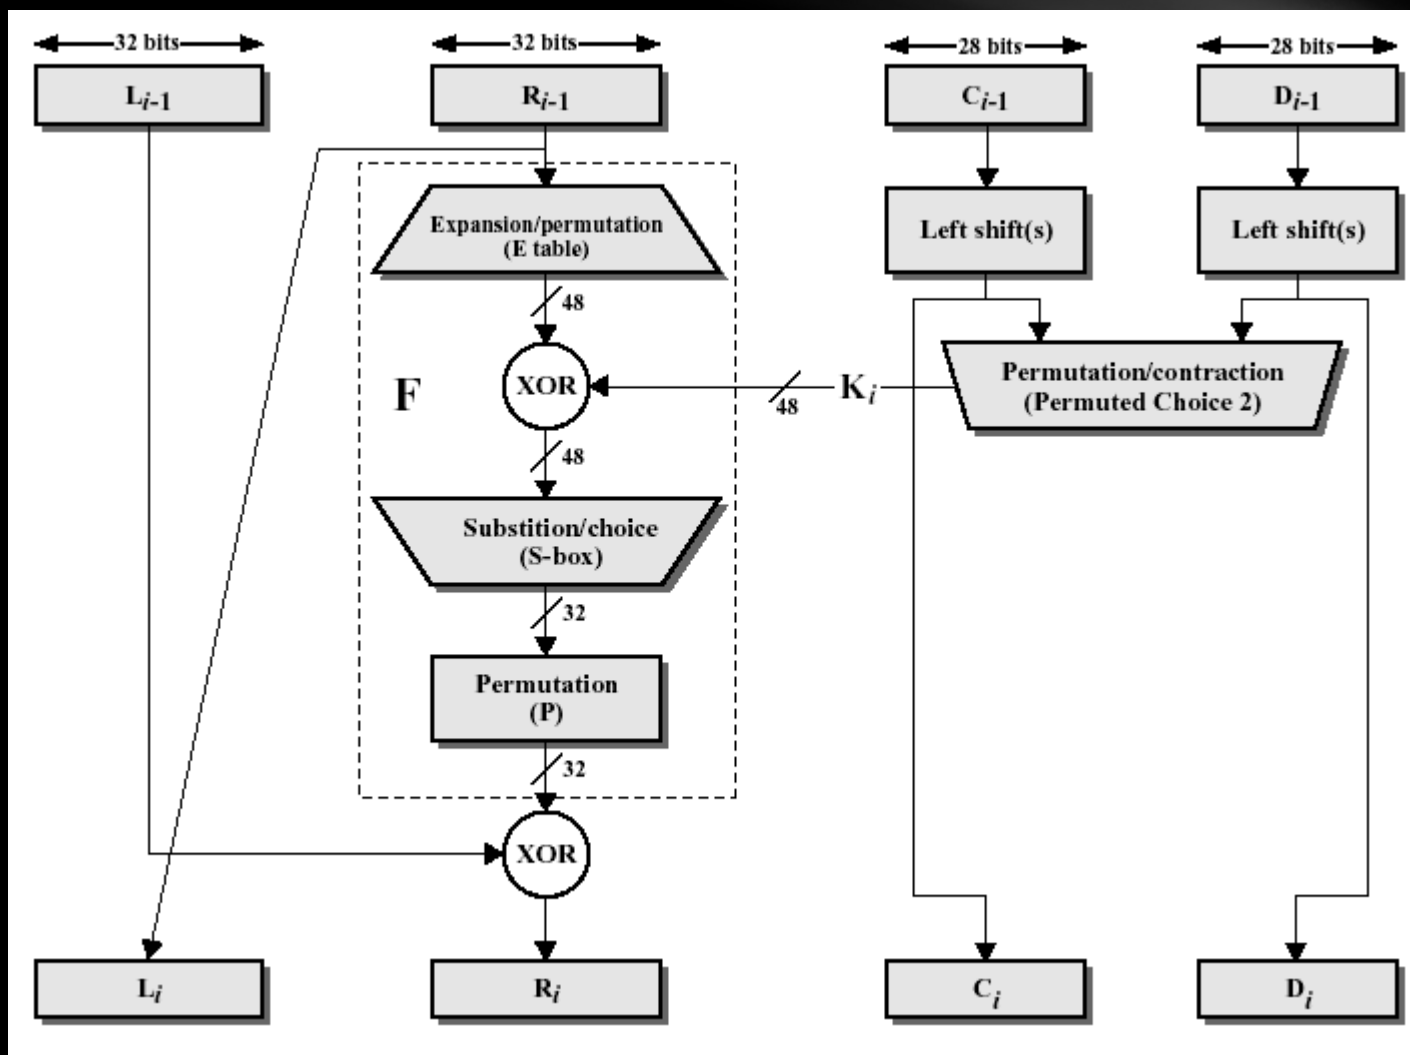 32 bits
32 bits
28 bits
28 bits
Li-1
Ri-1
Ci-1
Di-1
Expansion/permutation
(E table)
Left shift(s)
Left shift(s)
48
F
XOR
48
Ki
Permutation/contraction
(Permuted Choice 2)
48
Substition/choice
(S-box)
32
Permutation
(P)
32
XOR
Li
Ri
Ci
Di